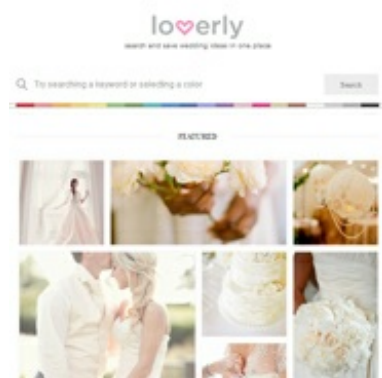 loverly
search and save wedding ideas in one place
Try searching a keyword or selecting a color
Search
FEATURED